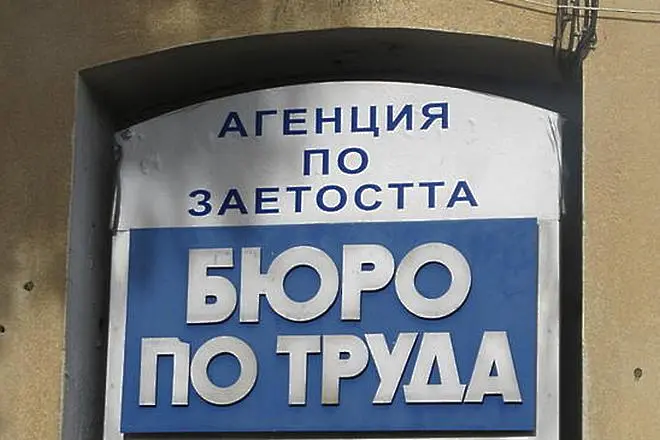 АГЕНЦИЯ
ПО
ЗАЕТОСТТА
БЮРО
ПО ТРУДА